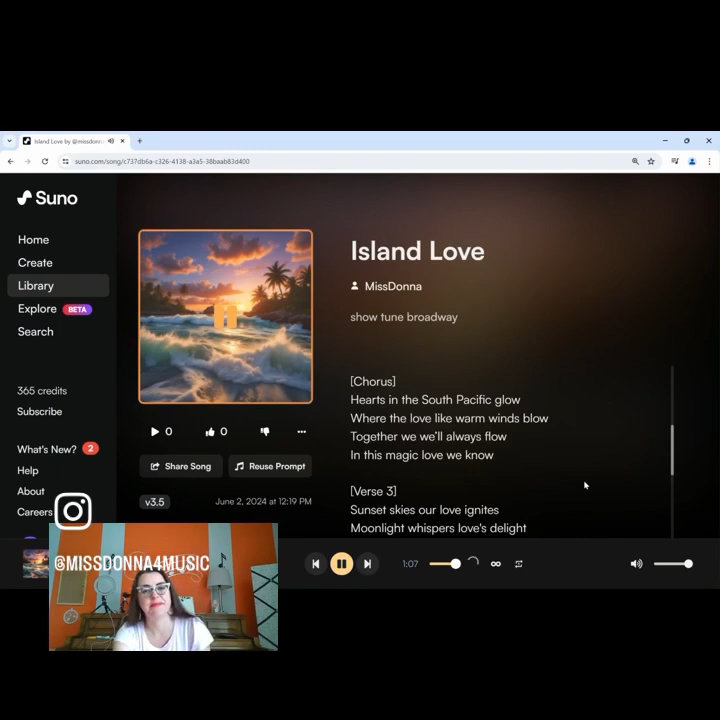 Island Love by @missdonn
suno.com/song/c737db6a-c326-4138-a3a5-38baab83d400
Suno
Home
Create
Library
Explore BETA
Search
365 credits
Subscribe
What's New? 2
Help
About
Careers
0 0
Share Song Reuse Prompt
v3.5 June 2, 2024 at 12:19 PM
Island Love
MissDonna
show tune broadway
[Chorus]
Hearts in the South Pacific glow
Where the love like warm winds blow
Together we we'll always flow
In this magic love we know
[Verse 3]
Sunset skies our love ignites
Moonlight whispers love's delight
1:07
@MISSDONNA4MUSIC